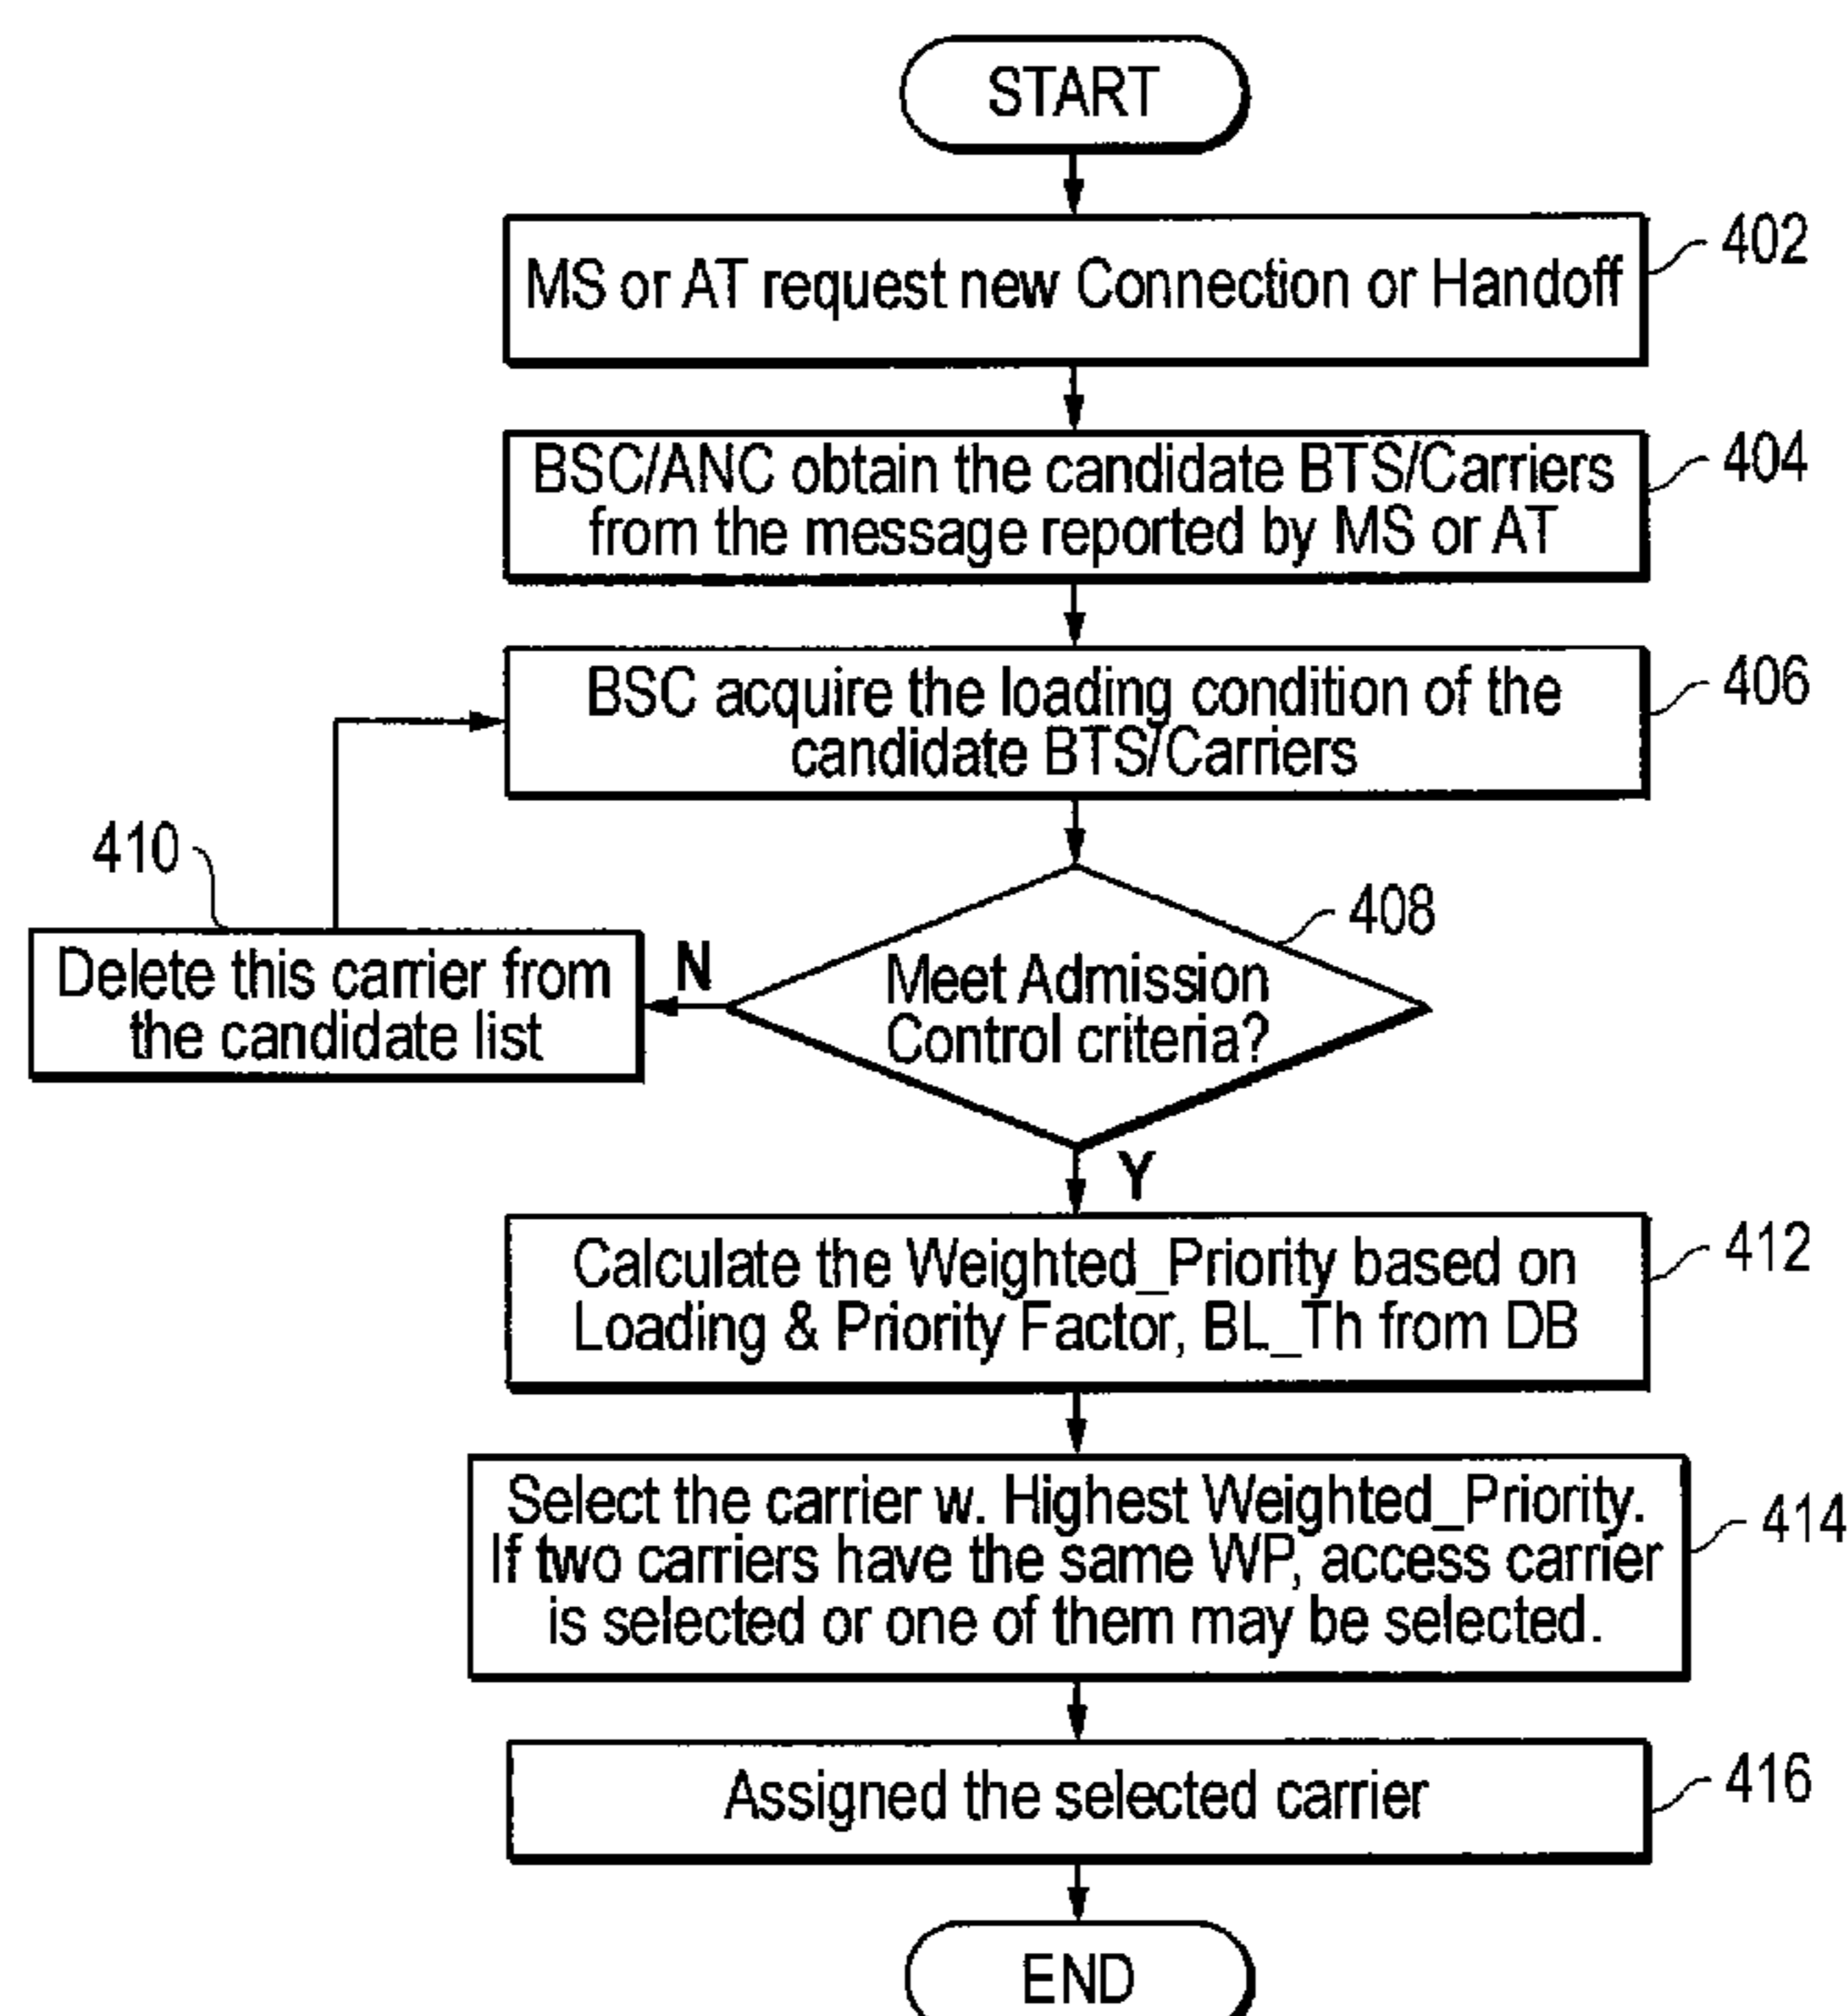 START
MS or AT request new Connection or Handoff
402
BSC/ANC obtain the candidate BTS/Carriers
from the message reported by MS or AT
404
BSC acquire the loading condition of the
candidate BTS/Carriers
406
Meet Admission
Control criteria?
408
N
410
Delete this carrier from
the candidate list
Y
Calculate the Weighted_Priority based on
Loading & Priority Factor, BL_Th from DB
412
Select the carrier w. Highest Weighted_Priority.
If two carriers have the same WP, access carrier
is selected or one of them may be selected.
414
Assigned the selected carrier
416
END